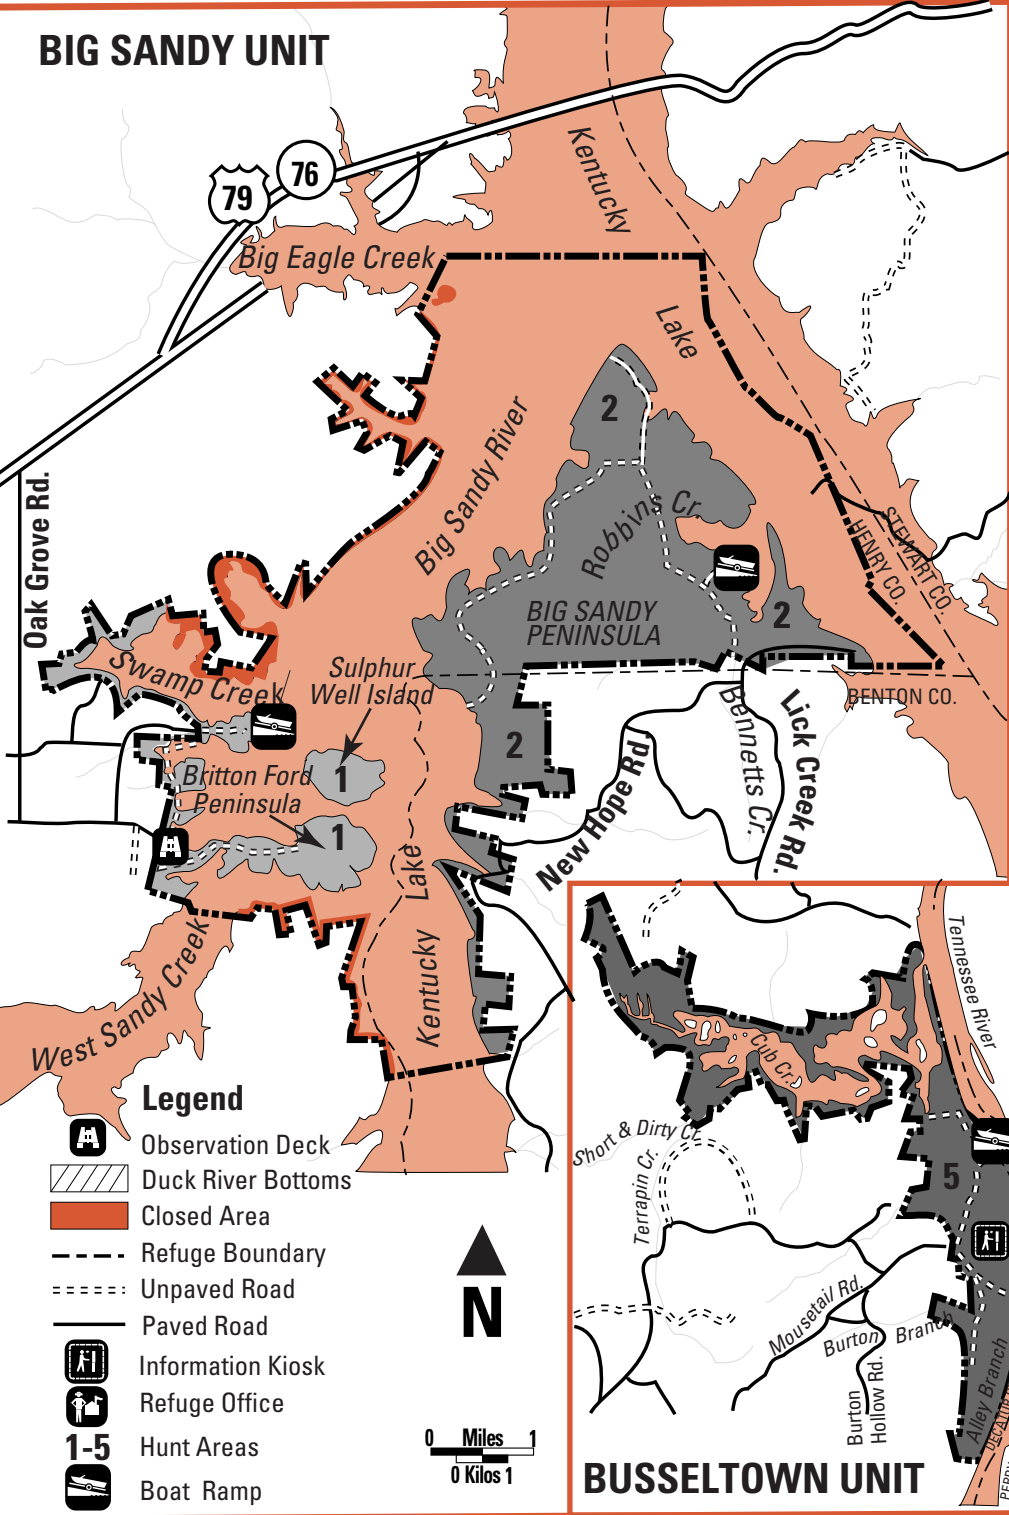 BIG SANDY UNIT
76
79
Kentucky
Lake
Big Eagle Creek
2
Big Sandy River
Robbins Cr.
Oak Grove Rd.
STEWART CO.
HENRY CO.
BIG SANDY
PENINSULA
2
Swamp Creek
Sulphur
Well Island
BENTON CO.
Bennetts Cr.
Lick Creek Rd.
New Hope Rd.
2
Britton Ford
Peninsula
1
1
Kentucky
Lake
West Sandy Creek
Tennessee River
Cub Cr.
Short & Dirty Cr.
Terrapin Cr.
5
Mousetail Rd.
Burton Branch
Burton
Hollow Rd.
Alley Branch
BUSSELTOWN UNIT
Legend
Observation Deck
Duck River Bottoms
Closed Area
Refuge Boundary
Unpaved Road
Paved Road
Information Kiosk
Refuge Office
1-5 Hunt Areas
Boat Ramp
N
0 Miles 1
0 Kilos 1